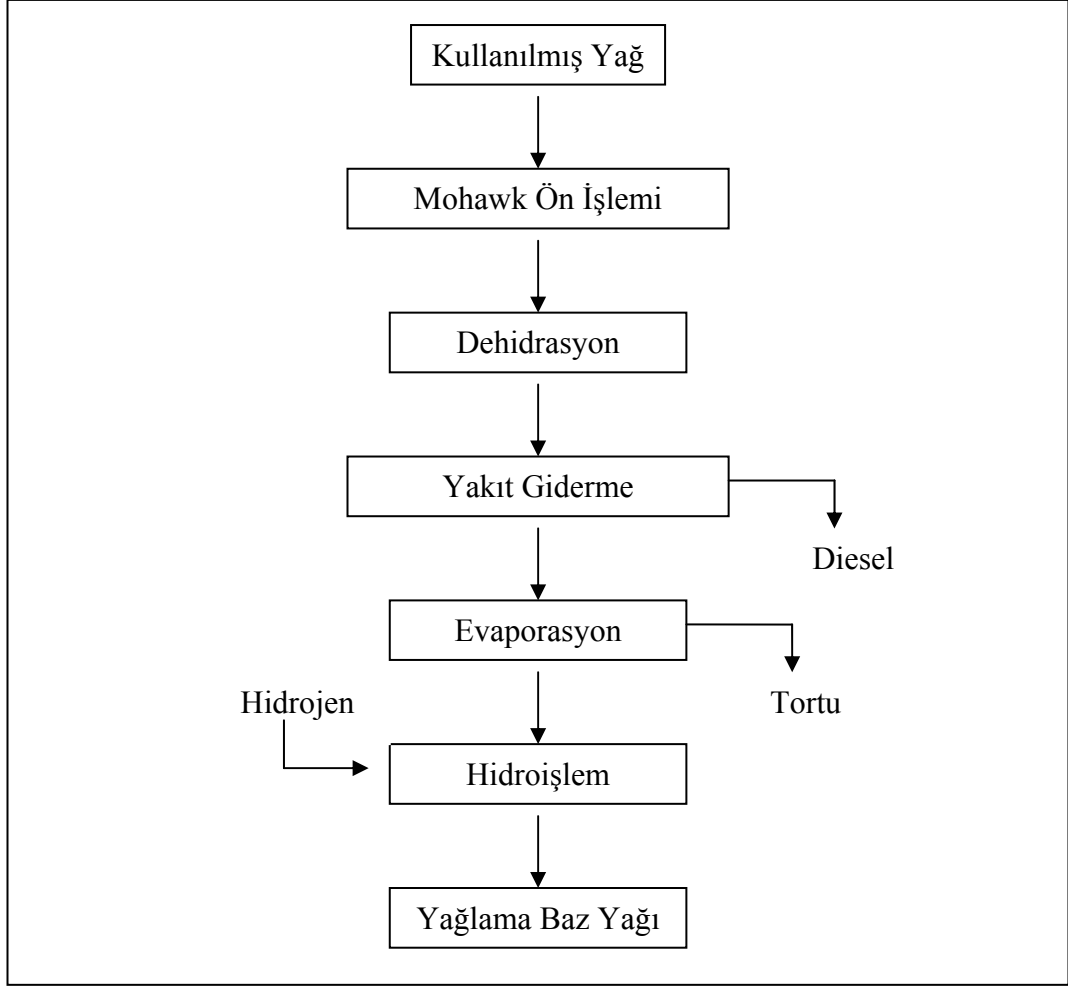 Kullanılmış Yağ
Mohawk Ön İşlemi
Dehidrasyon
Yakıt Giderme
Diesel
Evaporasyon
Hidrojen
Tortu
Hidroişlem
Yağlama Baz Yağı